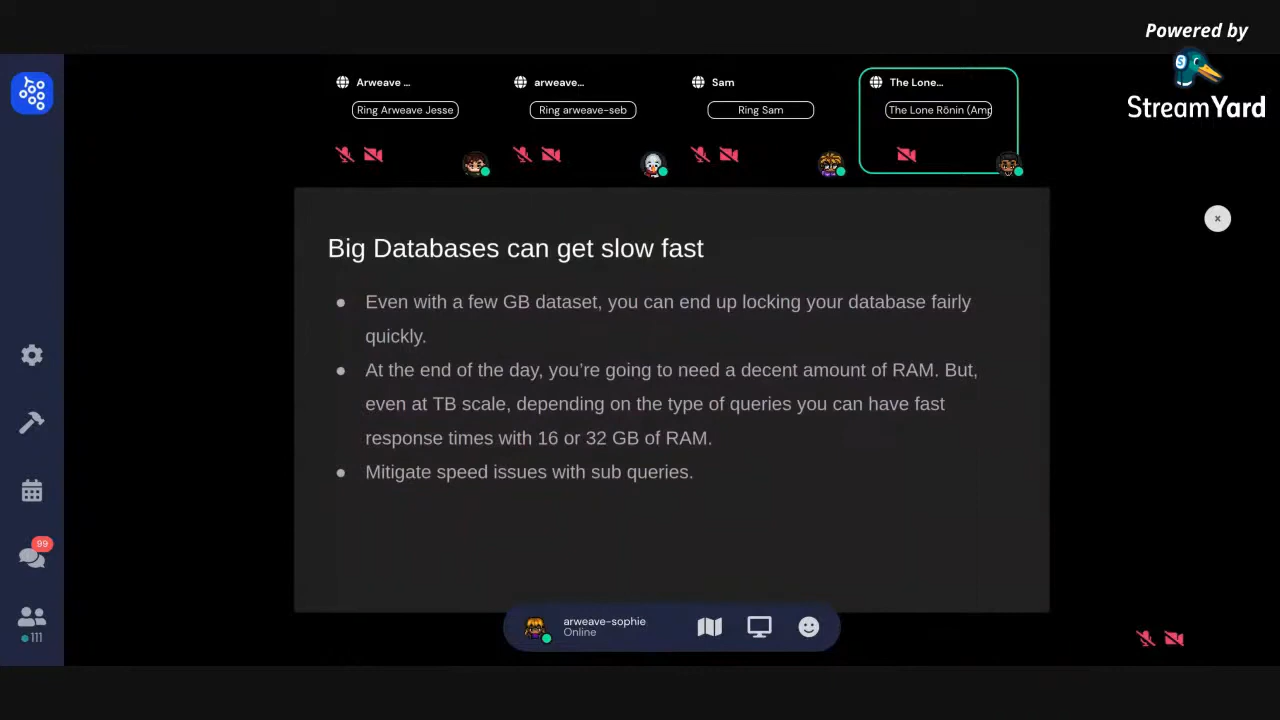 Powered by
StreamYard
Arweave ...
arweave...
Sam
The Lone...
Ring Arweave Jesse
Ring arweave-seb
Ring Sam
The Lone Rōnin (Amp
Big Databases can get slow fast
● Even with a few GB dataset, you can end up locking your database fairly
quickly.
● At the end of the day, you're going to need a decent amount of RAM. But,
even at TB scale, depending on the type of queries you can have fast
response times with 16 or 32 GB of RAM.
● Mitigate speed issues with sub queries.
99
111
arweave-sophie
Online